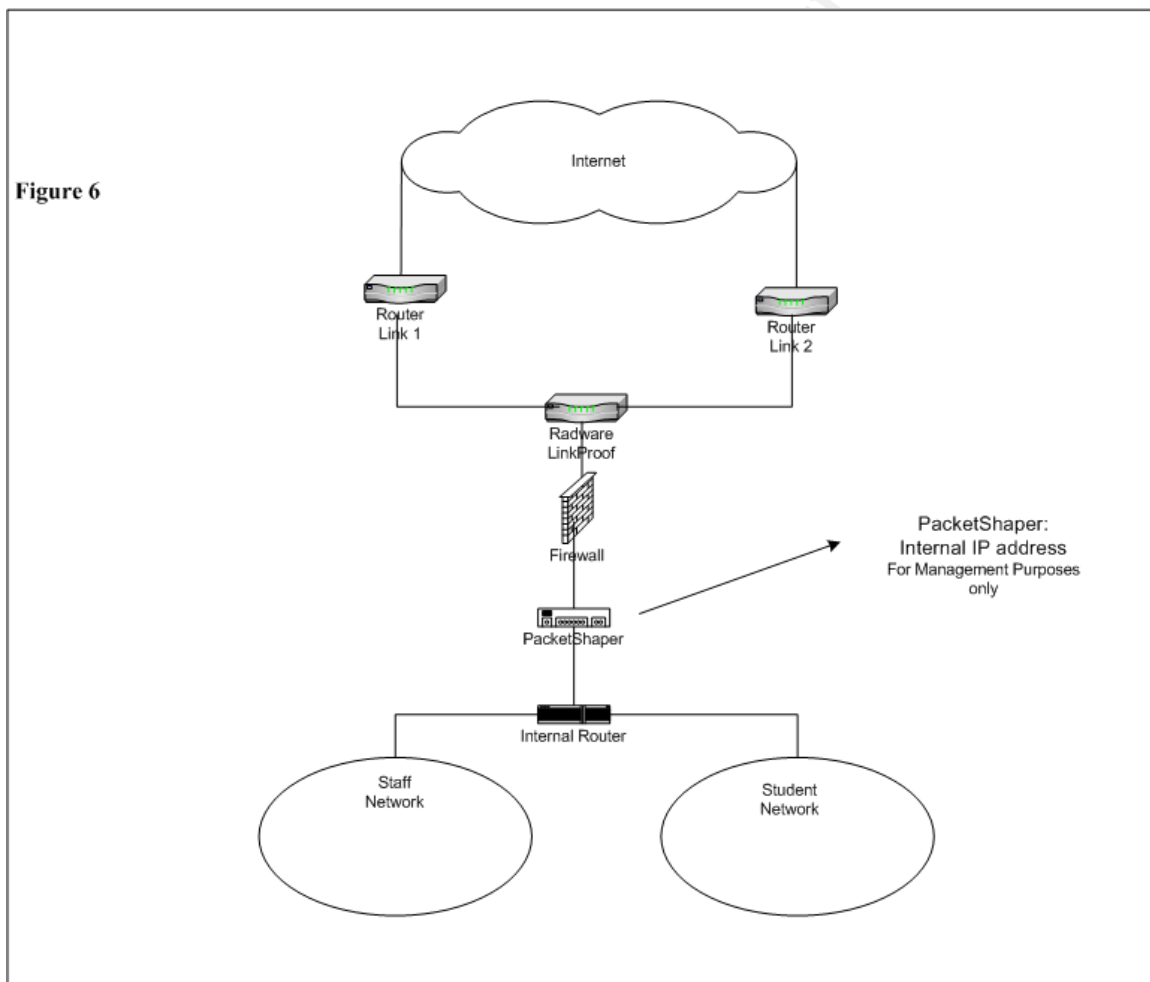 Internet
Figure 6
Router
Link 1
Router
Link 2
Radware
LinkProof
Firewall
PacketShaper:
Internal IP address
For Management Purposes
only
PacketShaper
Internal Router
Staff
Network
Student
Network